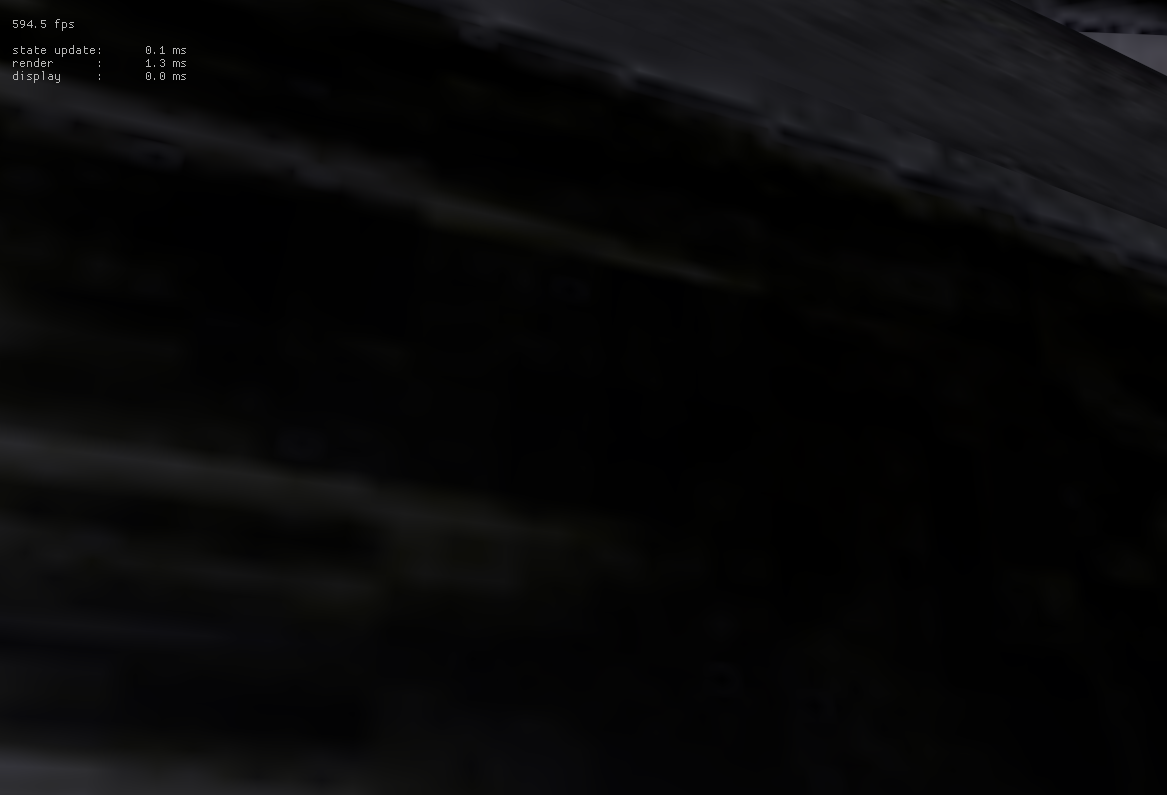 594.5 fps
state update: 0.1 ms
render : 1.3 ms
display : 0.0 ms